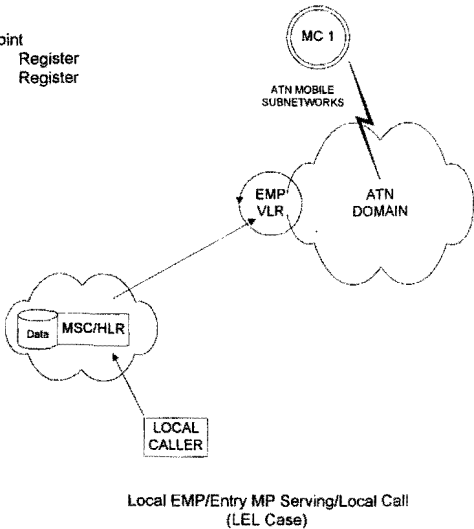 oint
Register
Register
MC 1
ATN MOBILE
SUBNETWORKS
EMP
VLR
ATN
DOMAIN
Data
MSC/HLR
LOCAL
CALLER
Local EMP/Entry MP Serving/Local Call
(LEL Case)